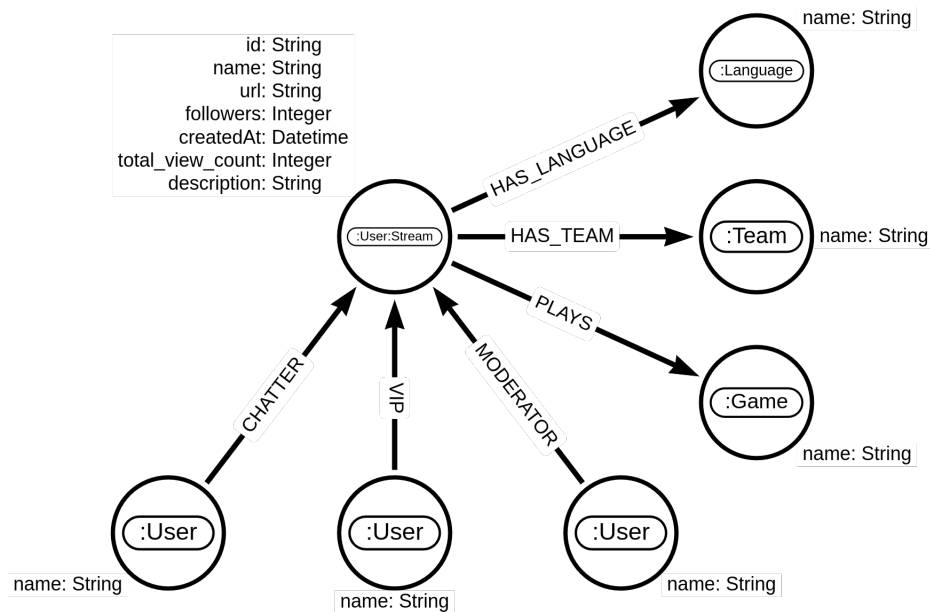 name: String
:Language
id: String
name: String
url: String
followers: Integer
createdAt: Datetime
total_view_count: Integer
description: String
HAS_LANGUAGE
:User:Stream
HAS_TEAM
:Team
name: String
PLAYS
CHATTER
VIP
MODERATOR
:Game
name: String
:User
:User
:User
name: String
name: String
name: String